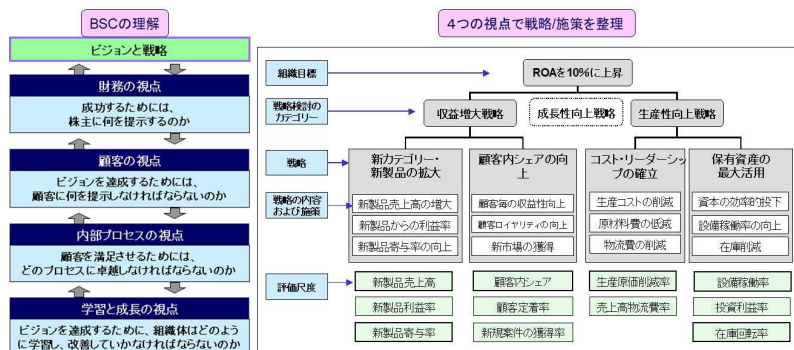 BSCの理解
ビジョンと戦略
財務の視点
成功するためには、
株主に何を提示するのか
顧客の視点
ビジョンを達成するためには、
顧客に何を提示しなければならないのか
内部プロセスの視点
顧客を満足させるためには、
どのプロセスに卓越しなければならないのか
学習と成長の視点
ビジョンを達成するために、組織体はどのよう
に学習し、改善していかなければならないのか
4つの視点で戦略/施策を整理
組織目標
ROAを10%に上昇
戦略検討の
カテゴリー
収益増大戦略
成長性向上戦略
生産性向上戦略
戦略
新カテゴリー・
新製品の拡大
顧客内シェアの向
上
コスト・リーダーシッ
プの確立
保有資産の
最大活用
戦略の内容
および施策
新製品売上高の増大
顧客毎の収益性向上
生産コストの削減
資本の効率的投下
新製品からの利益率
顧客ロイヤリティの向上
原材料費の低減
設備稼働率の向上
新製品寄与率の向上
新市場の獲得
物流費の削減
在庫削減
評価尺度
新製品売上高
顧客内シェア
生産原価削減率
設備稼働率
新製品利益率
顧客定着率
売上高物流費率
投資利益率
新製品寄与率
新規案件の獲得率
在庫回転率